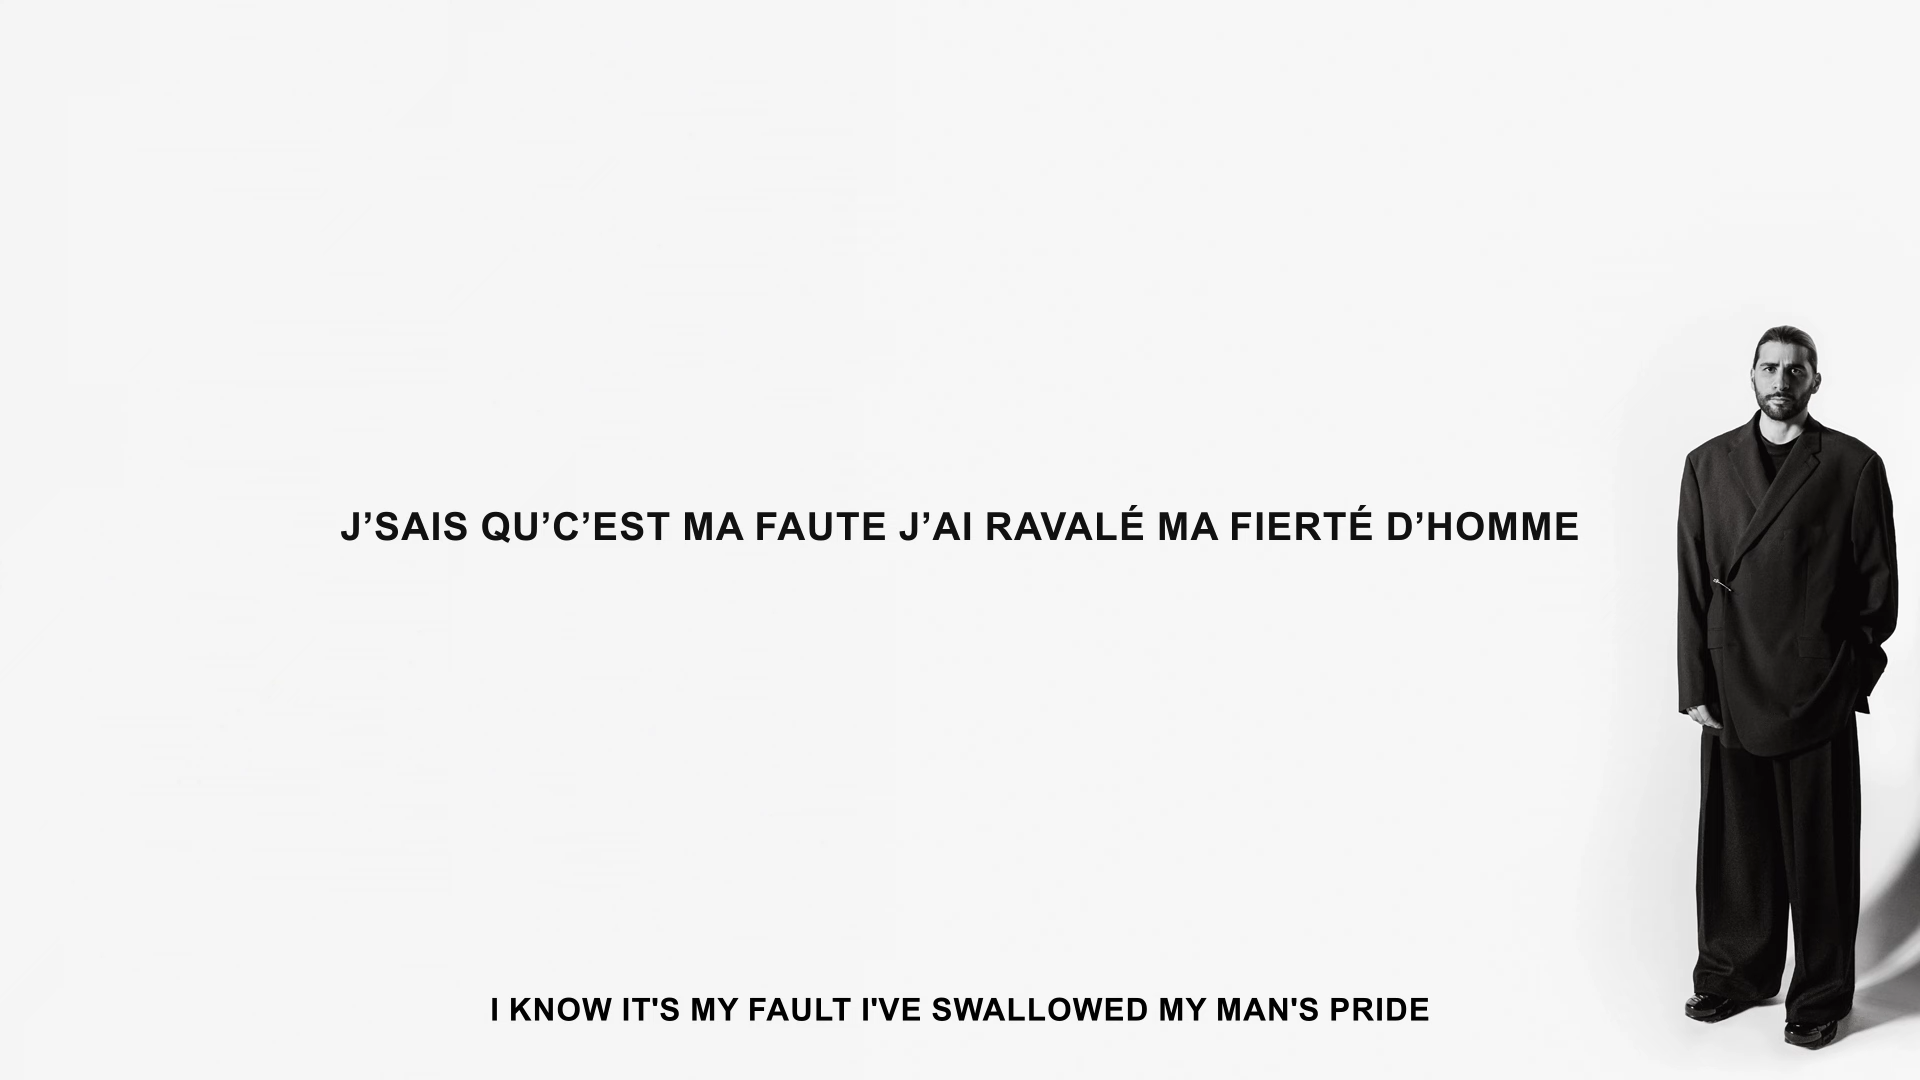 J’SAIS QU’C’EST MA FAUTE J’AI RAVALÉ MA FIERTÉ D’HOMME
I KNOW IT'S MY FAULT I'VE SWALLOWED MY MAN'S PRIDE